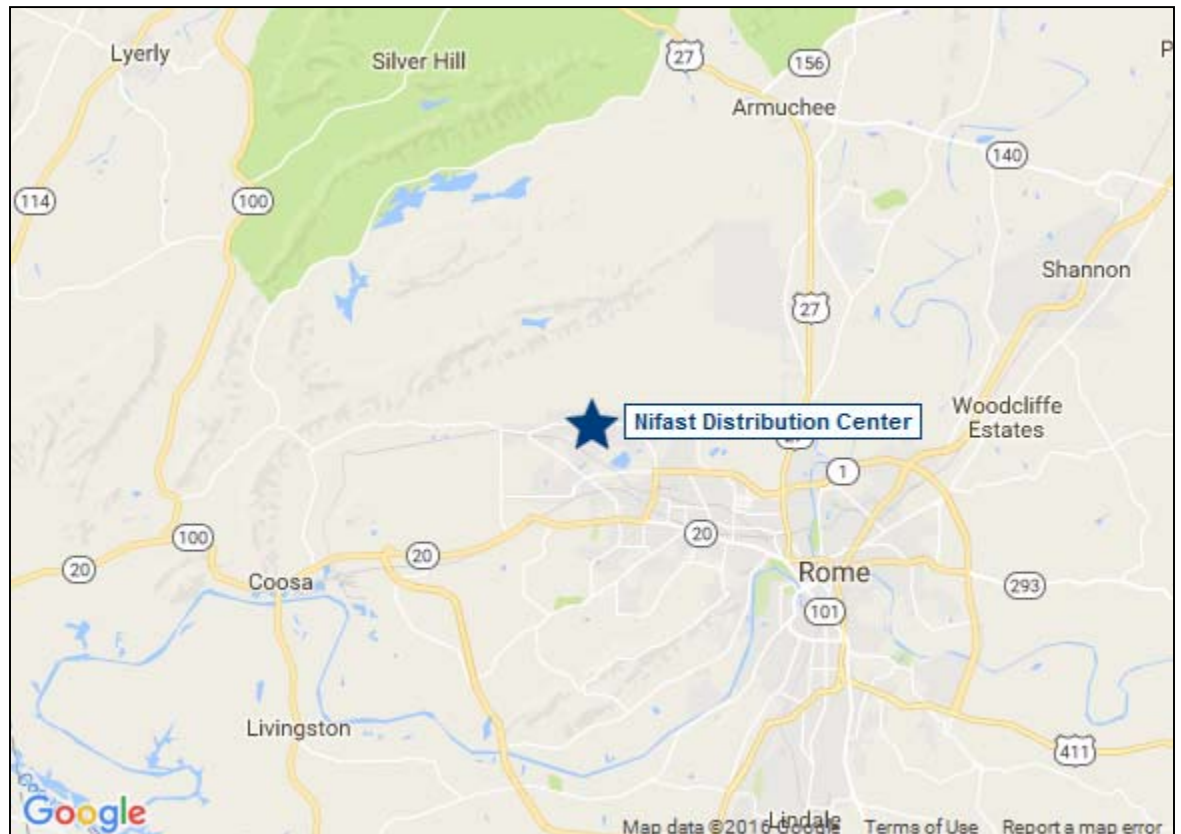 Lyerly
Silver Hill
27
156
Armuchee
140
114
100
Shannon
27
Nifast Distribution Center
Woodcliffe
Estates
1
100
20
20
20
Coosa
Rome
293
101
Livingston
411
Google
Lindale
Map data ©2016 Google Terms of Use Report a map error